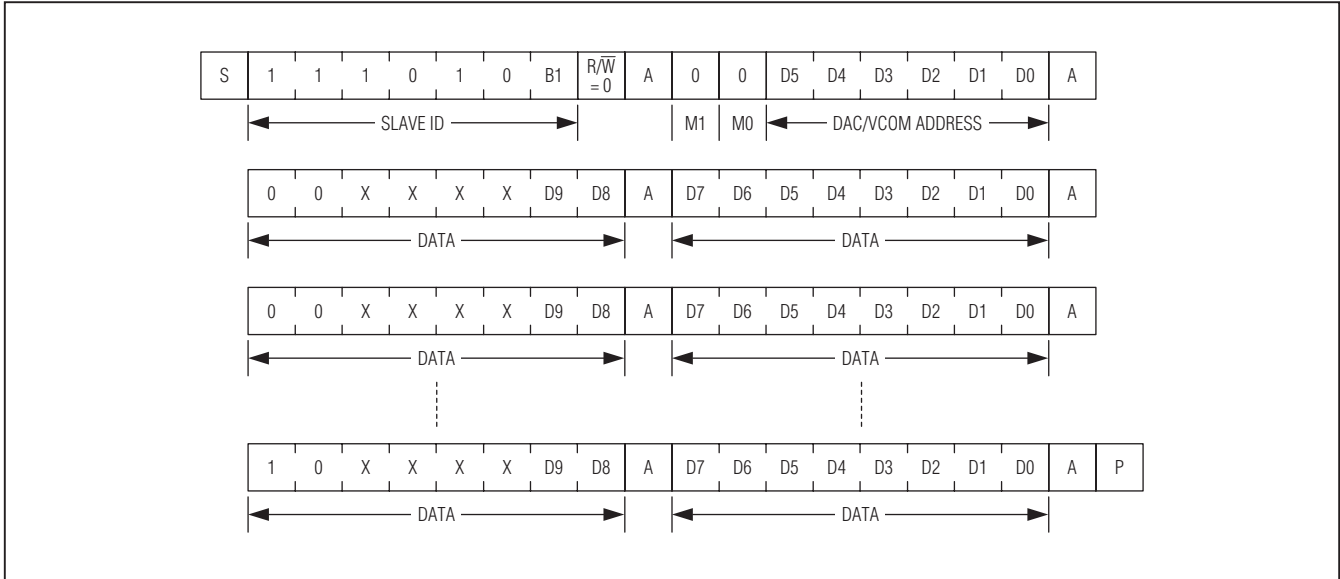 S 1 1 1 0 1 0 B1 R/W̅ = 0 A 0 0 D5 D4 D3 D2 D1 D0 A
SLAVE ID M1 M0 DAC/VCOM ADDRESS
0 0 X X X X D9 D8 A D7 D6 D5 D4 D3 D2 D1 D0 A
DATA DATA
0 0 X X X X D9 D8 A D7 D6 D5 D4 D3 D2 D1 D0 A
DATA DATA
1 0 X X X X D9 D8 A D7 D6 D5 D4 D3 D2 D1 D0 A P
DATA DATA